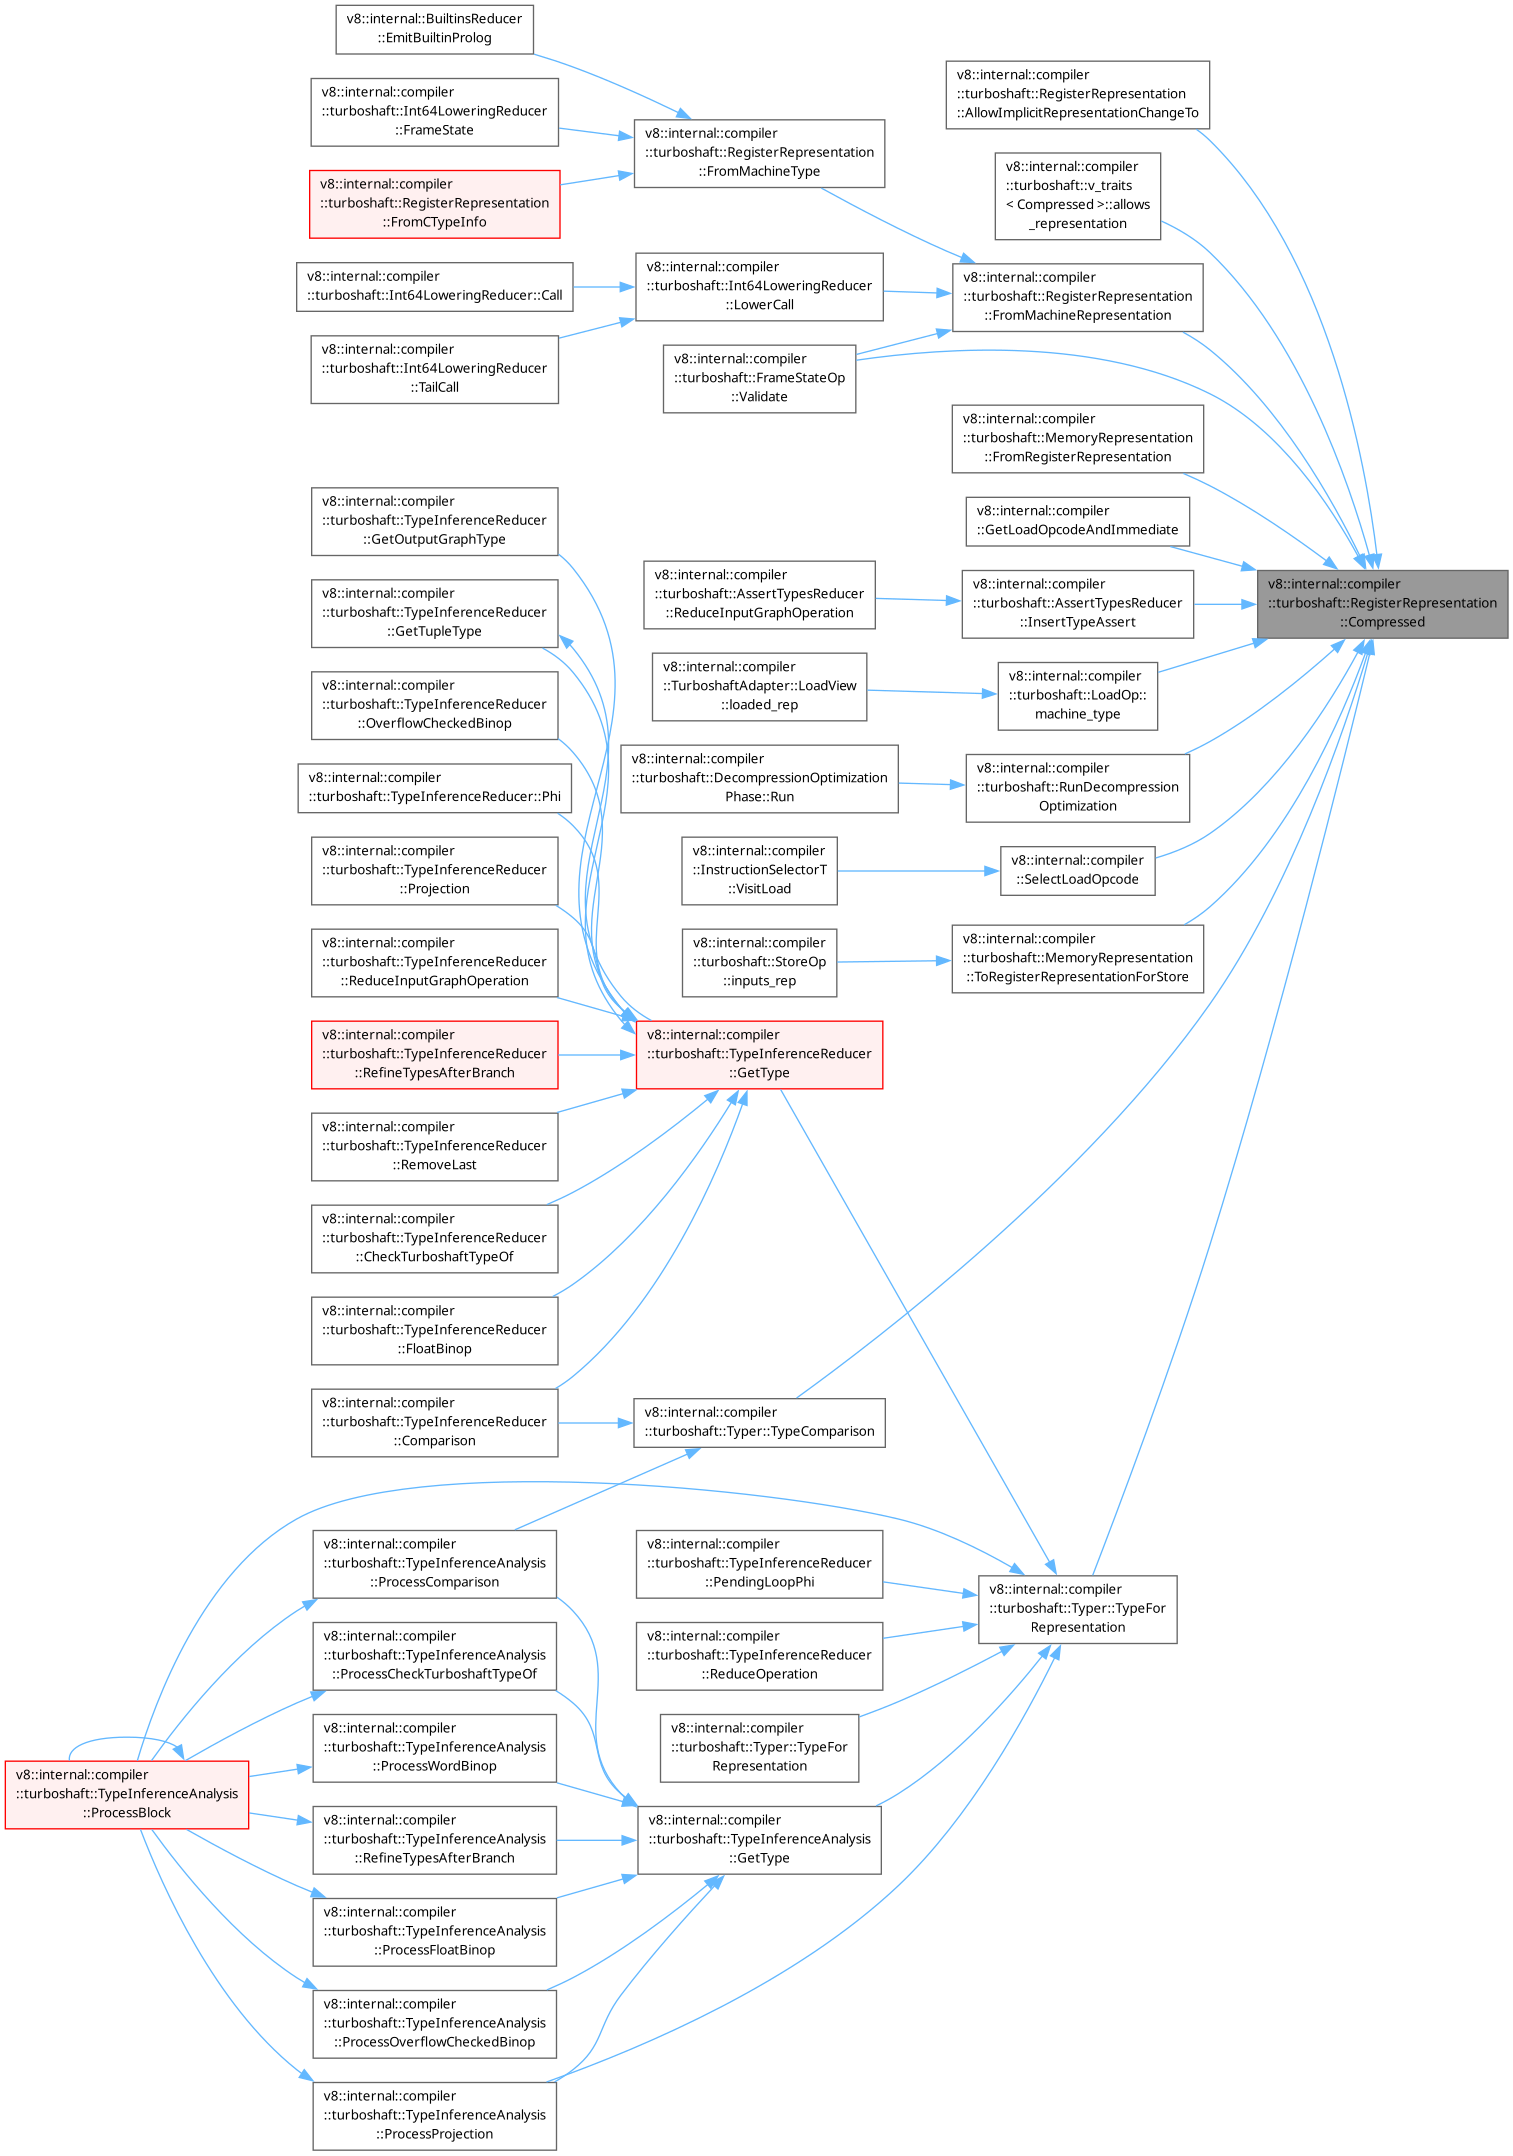 v8::internal::BuiltinsReducer
::EmitBuiltinProlog
v8::internal::compiler
::turboshaft::Int64LoweringReducer
::FrameState
v8::internal::compiler
::turboshaft::RegisterRepresentation
::FromCTypeInfo
v8::internal::compiler
::turboshaft::Int64LoweringReducer::Call
v8::internal::compiler
::turboshaft::Int64LoweringReducer
::TailCall
v8::internal::compiler
::turboshaft::TypeInferenceReducer
::GetOutputGraphType
v8::internal::compiler
::turboshaft::TypeInferenceReducer
::GetTupleType
v8::internal::compiler
::turboshaft::TypeInferenceReducer
::OverflowCheckedBinop
v8::internal::compiler
::turboshaft::TypeInferenceReducer::Phi
v8::internal::compiler
::turboshaft::TypeInferenceReducer
::Projection
v8::internal::compiler
::turboshaft::TypeInferenceReducer
::ReduceInputGraphOperation
v8::internal::compiler
::turboshaft::TypeInferenceReducer
::RefineTypesAfterBranch
v8::internal::compiler
::turboshaft::TypeInferenceReducer
::RemoveLast
v8::internal::compiler
::turboshaft::TypeInferenceReducer
::CheckTurboshaftTypeOf
v8::internal::compiler
::turboshaft::TypeInferenceReducer
::FloatBinop
v8::internal::compiler
::turboshaft::TypeInferenceReducer
::Comparison
v8::internal::compiler
::turboshaft::TypeInferenceAnalysis
::ProcessComparison
v8::internal::compiler
::turboshaft::TypeInferenceAnalysis
::ProcessCheckTurboshaftTypeOf
v8::internal::compiler
::turboshaft::TypeInferenceAnalysis
::ProcessWordBinop
v8::internal::compiler
::turboshaft::TypeInferenceAnalysis
::ProcessBlock
v8::internal::compiler
::turboshaft::TypeInferenceAnalysis
::RefineTypesAfterBranch
v8::internal::compiler
::turboshaft::TypeInferenceAnalysis
::ProcessFloatBinop
v8::internal::compiler
::turboshaft::TypeInferenceAnalysis
::ProcessOverflowCheckedBinop
v8::internal::compiler
::turboshaft::TypeInferenceAnalysis
::ProcessProjection
v8::internal::compiler
::turboshaft::RegisterRepresentation
::FromMachineType
v8::internal::compiler
::turboshaft::Int64LoweringReducer
::LowerCall
v8::internal::compiler
::turboshaft::FrameStateOp
::Validate
v8::internal::compiler
::turboshaft::AssertTypesReducer
::ReduceInputGraphOperation
v8::internal::compiler
::TurboshaftAdapter::LoadView
::loaded_rep
v8::internal::compiler
::turboshaft::DecompressionOptimization
Phase::Run
v8::internal::compiler
::InstructionSelectorT
::VisitLoad
v8::internal::compiler
::turboshaft::StoreOp
::inputs_rep
v8::internal::compiler
::turboshaft::TypeInferenceReducer
::GetType
v8::internal::compiler
::turboshaft::Typer::TypeComparison
v8::internal::compiler
::turboshaft::TypeInferenceReducer
::PendingLoopPhi
v8::internal::compiler
::turboshaft::TypeInferenceReducer
::ReduceOperation
v8::internal::compiler
::turboshaft::Typer::TypeFor
Representation
v8::internal::compiler
::turboshaft::TypeInferenceAnalysis
::GetType
v8::internal::compiler
::turboshaft::RegisterRepresentation
::AllowImplicitRepresentationChangeTo
v8::internal::compiler
::turboshaft::v_traits
< Compressed >::allows
_representation
v8::internal::compiler
::turboshaft::RegisterRepresentation
::FromMachineRepresentation
v8::internal::compiler
::turboshaft::MemoryRepresentation
::FromRegisterRepresentation
v8::internal::compiler
::GetLoadOpcodeAndImmediate
v8::internal::compiler
::turboshaft::AssertTypesReducer
::InsertTypeAssert
v8::internal::compiler
::turboshaft::LoadOp::
machine_type
v8::internal::compiler
::turboshaft::RunDecompression
Optimization
v8::internal::compiler
::SelectLoadOpcode
v8::internal::compiler
::turboshaft::MemoryRepresentation
::ToRegisterRepresentationForStore
v8::internal::compiler
::turboshaft::Typer::TypeFor
Representation
v8::internal::compiler
::turboshaft::RegisterRepresentation
::Compressed